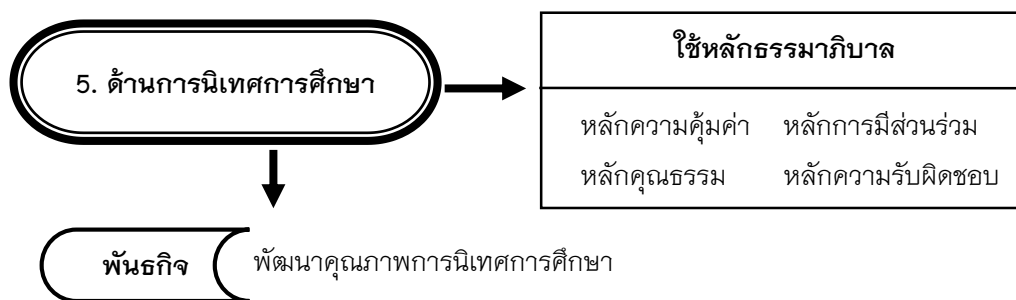 5. ด้านการนิเทศการศึกษา
ใช้หลักธรรมาภิบาล
หลักความคุ้มค่า หลักการมีส่วนร่วม
หลักคุณธรรม หลักความรับผิดชอบ
พันธกิจ พัฒนาคุณภาพการนิเทศการศึกษา